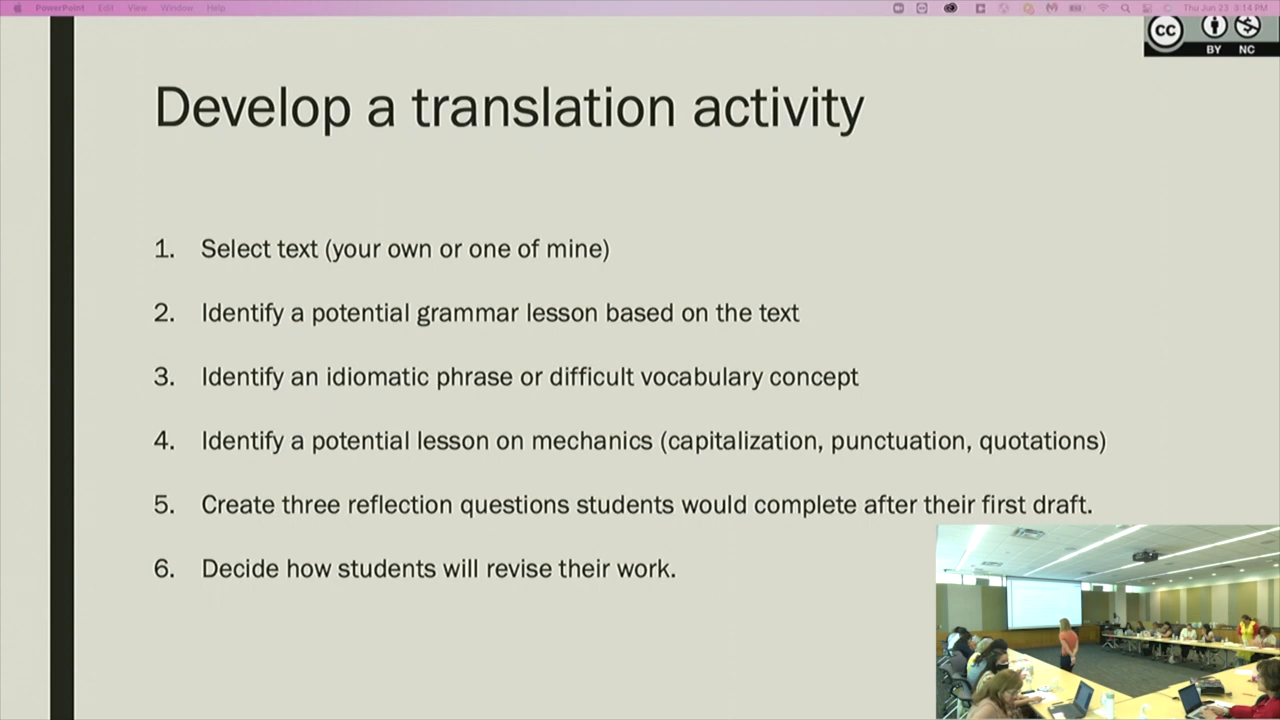 PowerPoint Edit View Window Help Thu Jun 23 3:14 PM
CC BY NC
Develop a translation activity
1. Select text (your own or one of mine)
2. Identify a potential grammar lesson based on the text
3. Identify an idiomatic phrase or difficult vocabulary concept
4. Identify a potential lesson on mechanics (capitalization, punctuation, quotations)
5. Create three reflection questions students would complete after their first draft.
6. Decide how students will revise their work.